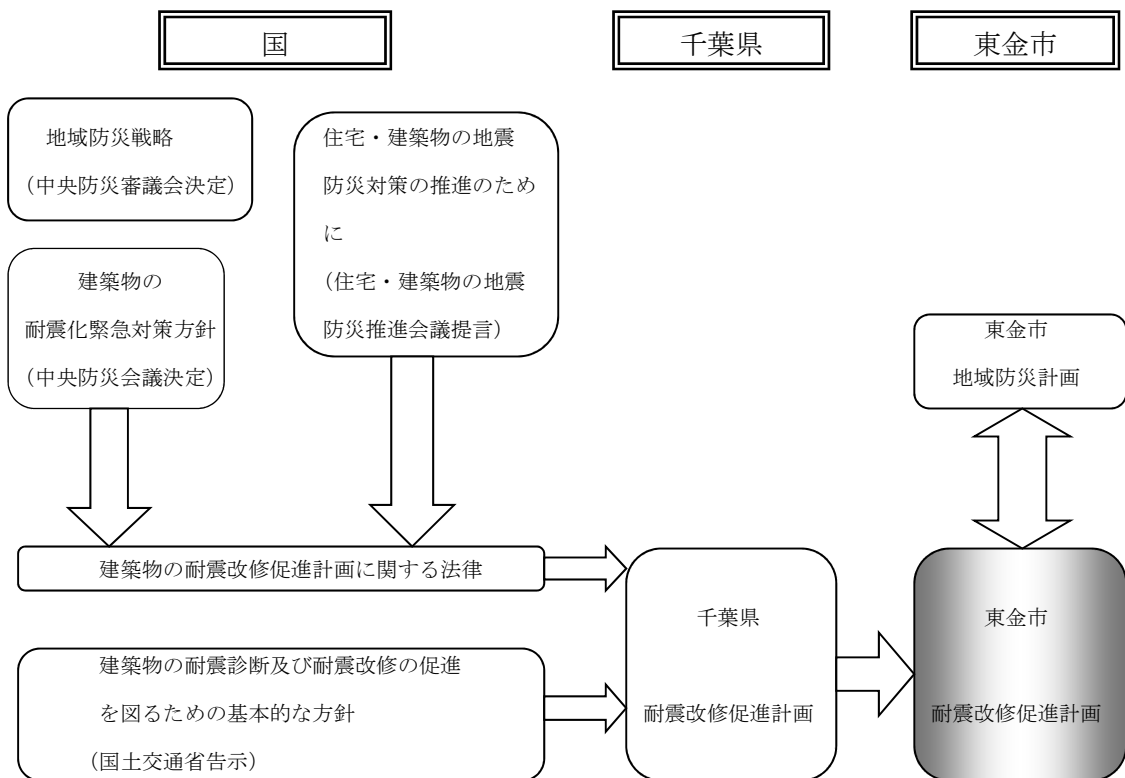 国
千葉県
東金市
地域防災戦略
（中央防災審議会決定）
住宅・建築物の地震
防災対策の推進のため
に
（住宅・建築物の地震
防災推進会議提言）
建築物の
耐震化緊急対策方針
（中央防災会議決定）
東金市
地域防災計画
建築物の耐震改修促進計画に関する法律
建築物の耐震診断及び耐震改修の促進
を図るための基本的な方針
（国土交通省告示）
千葉県
耐震改修促進計画
東金市
耐震改修促進計画